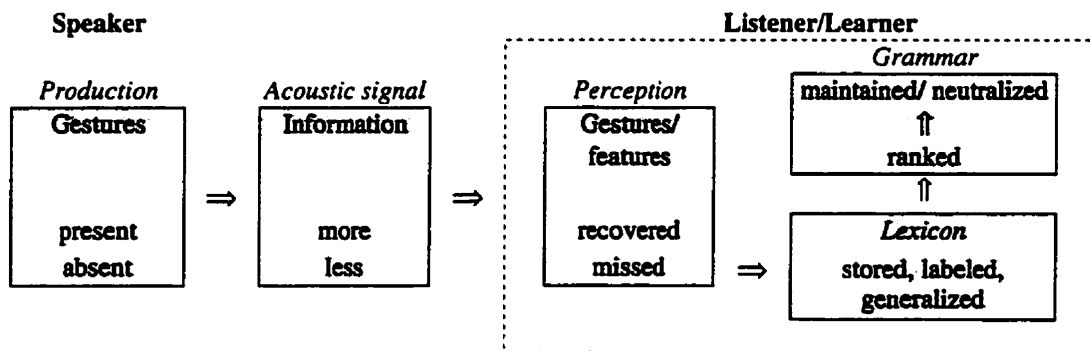 Speaker
Listener/Learner
Production
Gestures
present
absent
⇒
Acoustic signal
Information
more
less
⇒
Perception
Gestures/
features
recovered
missed
⇒
Grammar
maintained/ neutralized
⇑
ranked
⇑
Lexicon
stored, labeled,
generalized